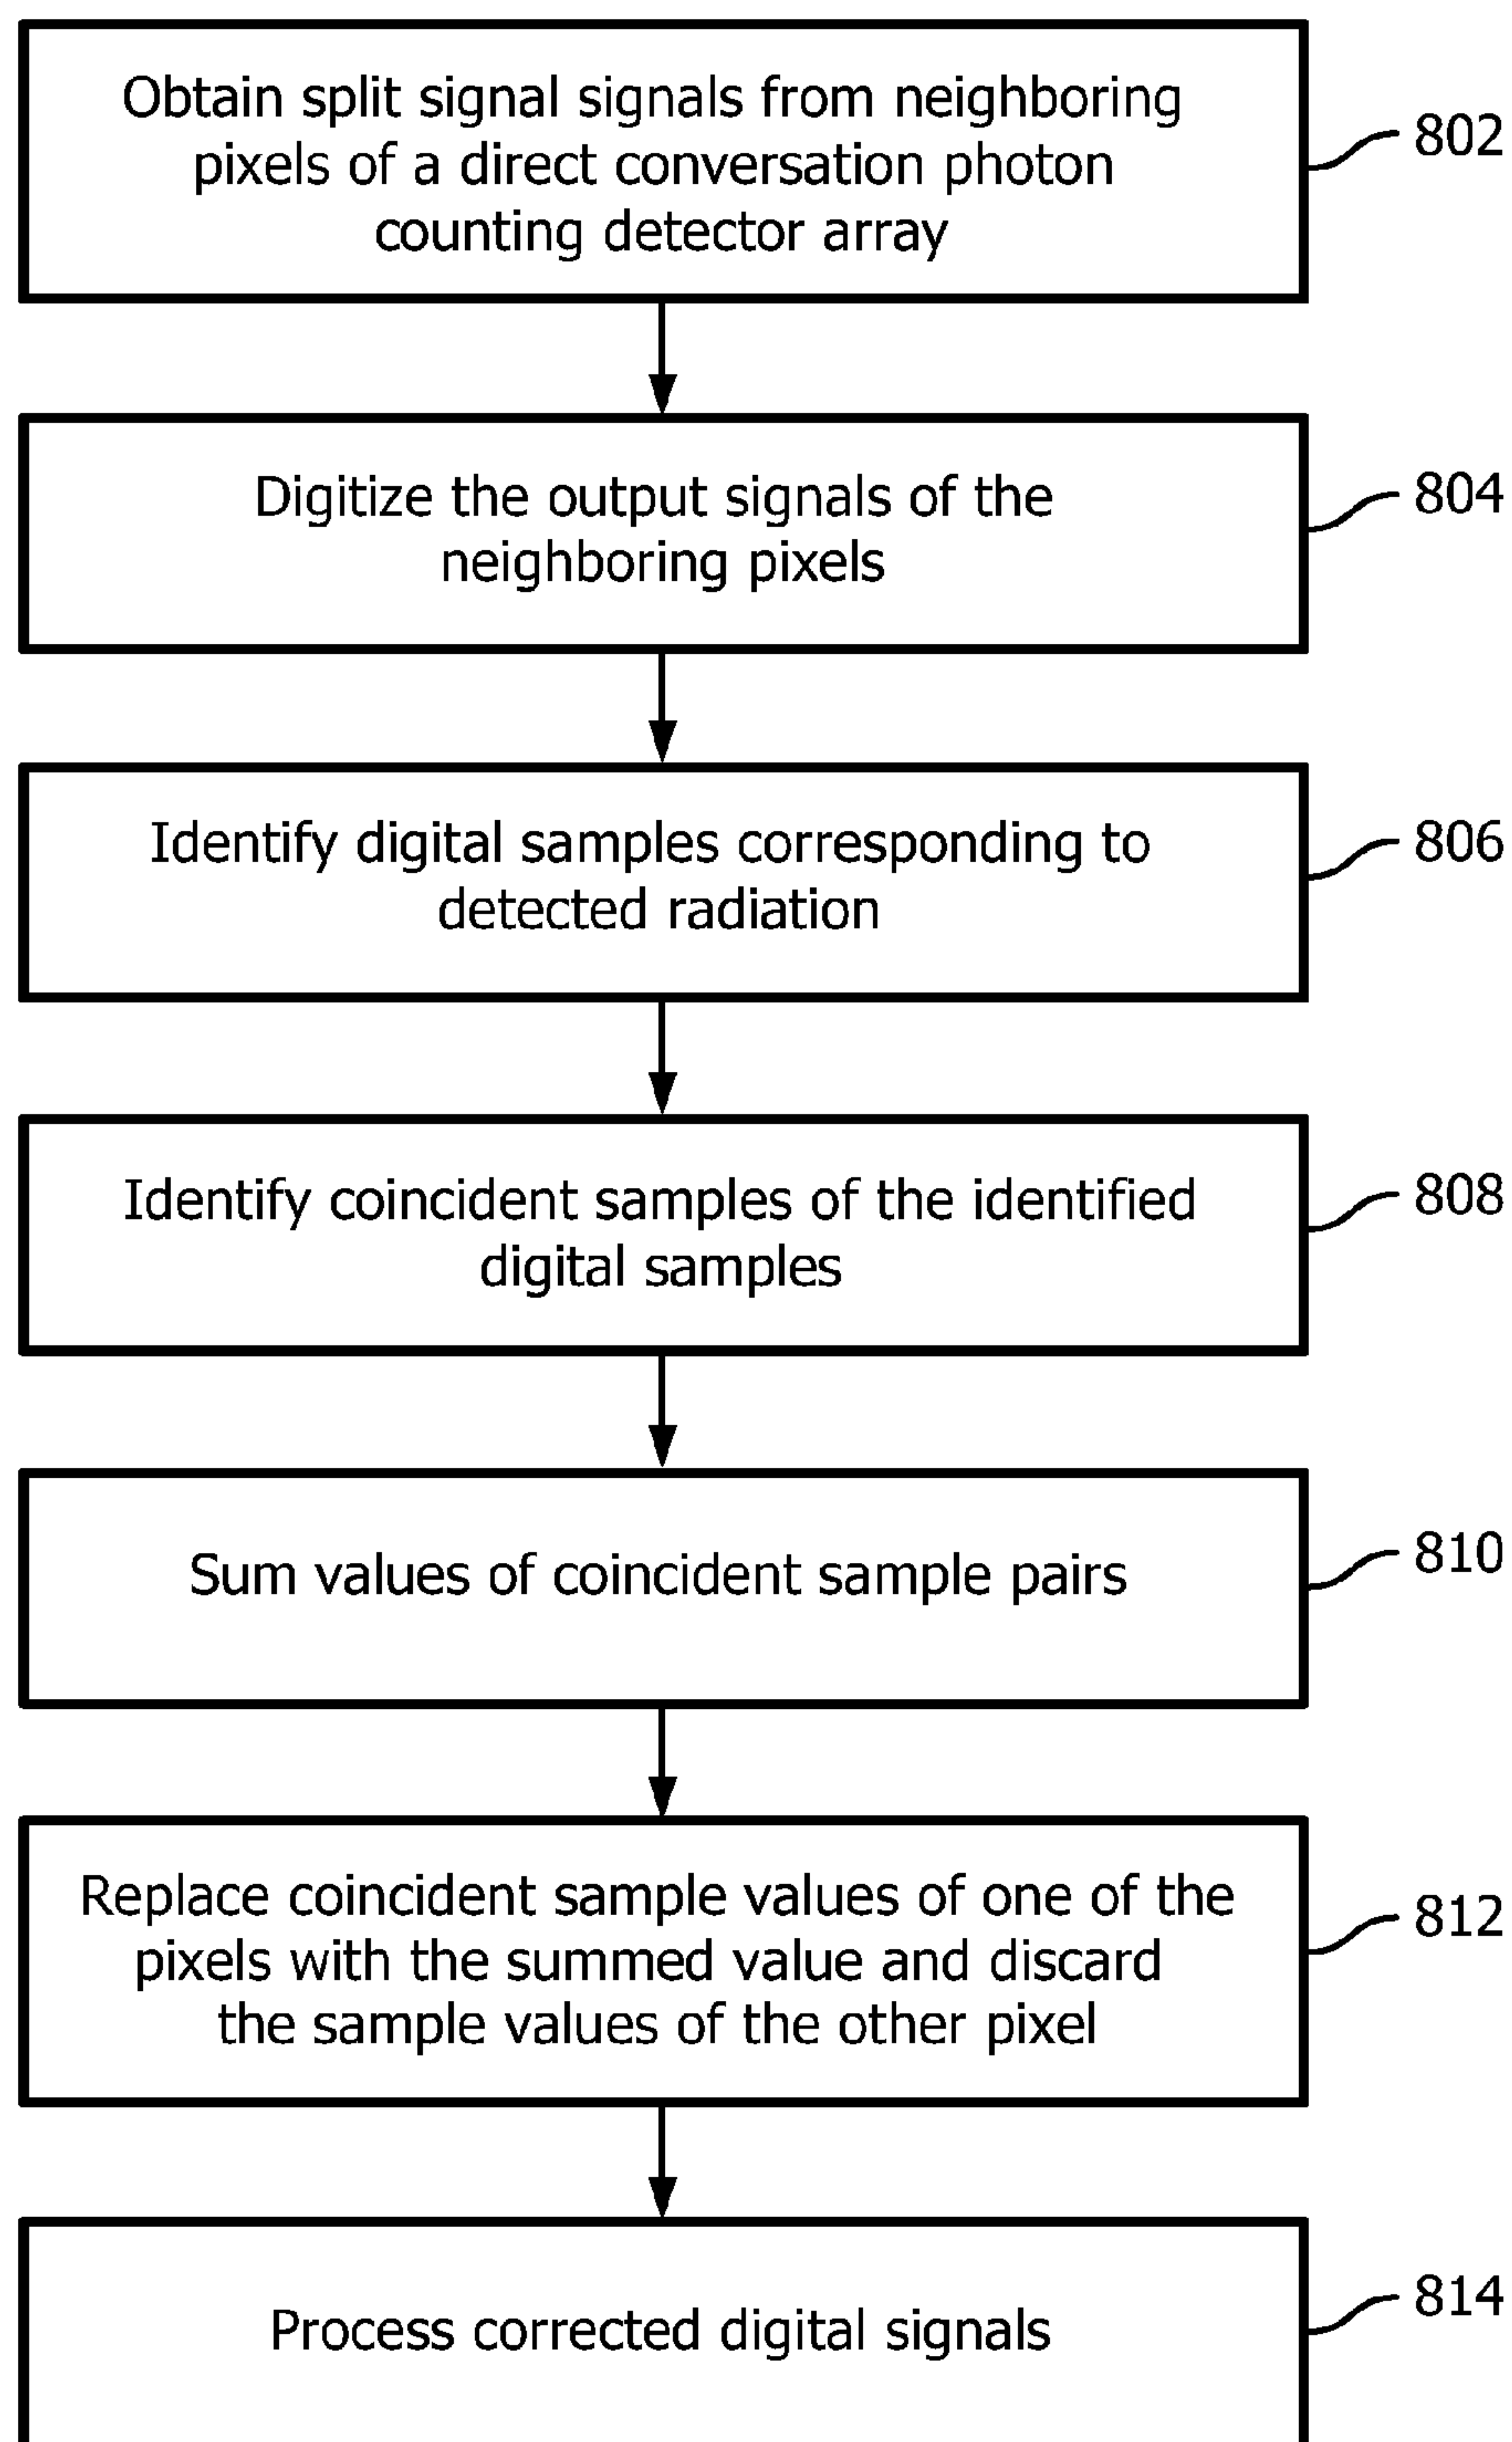 Obtain split signal signals from neighboring
pixels of a direct conversation photon
counting detector array
802
Digitize the output signals of the
neighboring pixels
804
Identify digital samples corresponding to
detected radiation
806
Identify coincident samples of the identified
digital samples
808
Sum values of coincident sample pairs
810
Replace coincident sample values of one of the
pixels with the summed value and discard
the sample values of the other pixel
812
Process corrected digital signals
814